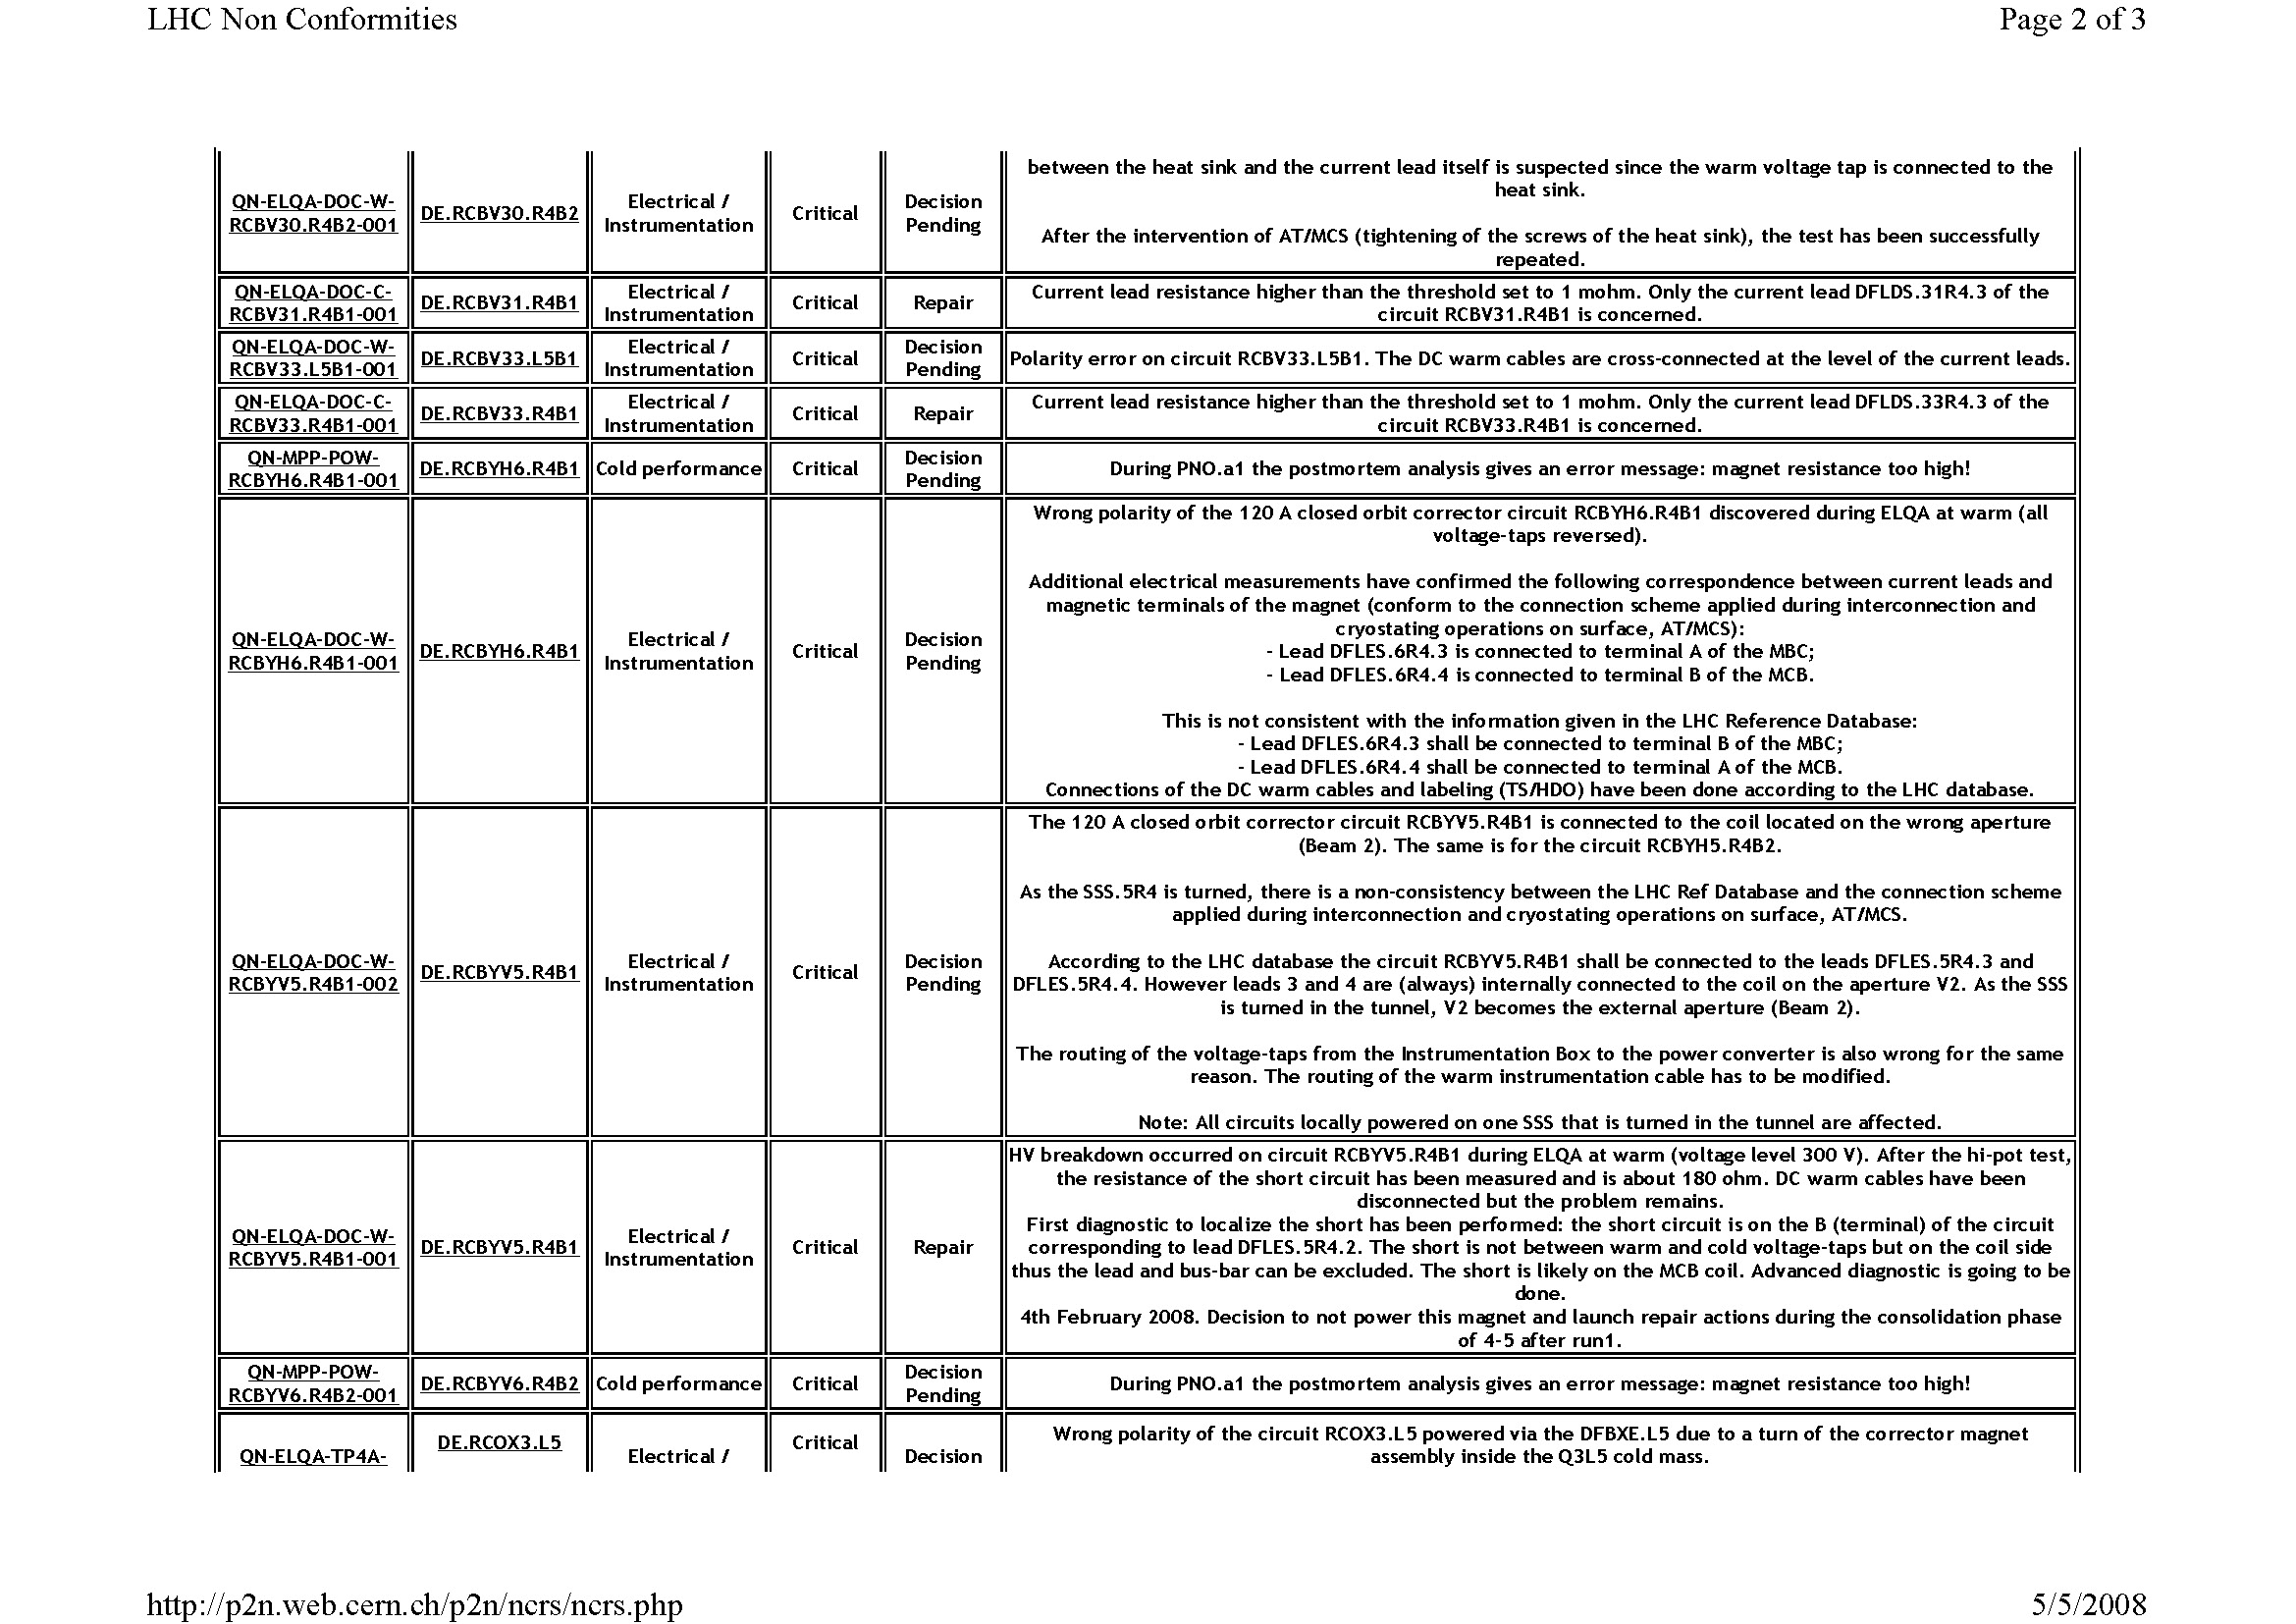 LHC Non Conformities
Page 2 of 3
QN-ELQA-DOC-W-
RCBV30.R4B2-001
DE.RCBV30.R4B2
Electrical /
Instrumentation
Critical
Decision
Pending
between the heat sink and the current lead itself is suspected since the warm voltage tap is connected to the
heat sink.
After the intervention of AT/MCS (tightening of the screws of the heat sink), the test has been successfully
repeated.
QN-ELQA-DOC-C-
RCBV31.R4B1-001
DE.RCBV31.R4B1
Electrical /
Instrumentation
Critical
Repair
Current lead resistance higher than the threshold set to 1 mohm. Only the current lead DFLDS.31R4.3 of the
circuit RCBV31.R4B1 is concerned.
QN-ELQA-DOC-W-
RCBV33.L5B1-001
DE.RCBV33.L5B1
Electrical /
Instrumentation
Critical
Decision
Pending
Polarity error on circuit RCBV33.L5B1. The DC warm cables are cross-connected at the level of the current leads.
QN-ELQA-DOC-C-
RCBV33.R4B1-001
DE.RCBV33.R4B1
Electrical /
Instrumentation
Critical
Repair
Current lead resistance higher than the threshold set to 1 mohm. Only the current lead DFLDS.33R4.3 of the
circuit RCBV33.R4B1 is concerned.
QN-MPP-POW-
RCBYH6.R4B1-001
DE.RCBYH6.R4B1
Cold performance
Critical
Decision
Pending
During PNO.a1 the postmortem analysis gives an error message: magnet resistance too high!
QN-ELQA-DOC-W-
RCBYH6.R4B1-001
DE.RCBYH6.R4B1
Electrical /
Instrumentation
Critical
Decision
Pending
Wrong polarity of the 120 A closed orbit corrector circuit RCBYH6.R4B1 discovered during ELQA at warm (all
voltage-taps reversed).
Additional electrical measurements have confirmed the following correspondence between current leads and
magnetic terminals of the magnet (conform to the connection scheme applied during interconnection and
cryostating operations on surface, AT/MCS):
- Lead DFLES.6R4.3 is connected to terminal A of the MBC;
- Lead DFLES.6R4.4 is connected to terminal B of the MCB.
This is not consistent with the information given in the LHC Reference Database:
- Lead DFLES.6R4.3 shall be connected to terminal B of the MBC;
- Lead DFLES.6R4.4 shall be connected to terminal A of the MCB.
Connections of the DC warm cables and labeling (TS/HDO) have been done according to the LHC database.
QN-ELQA-DOC-W-
RCBYV5.R4B1-002
DE.RCBYV5.R4B1
Electrical /
Instrumentation
Critical
Decision
Pending
The 120 A closed orbit corrector circuit RCBYV5.R4B1 is connected to the coil located on the wrong aperture
(Beam 2). The same is for the circuit RCBYH5.R4B2.
As the SSS.5R4 is turned, there is a non-consistency between the LHC Ref Database and the connection scheme
applied during interconnection and cryostating operations on surface, AT/MCS.
According to the LHC database the circuit RCBYV5.R4B1 shall be connected to the leads DFLES.5R4.3 and
DFLES.5R4.4. However leads 3 and 4 are (always) internally connected to the coil on the aperture V2. As the SSS
is turned in the tunnel, V2 becomes the external aperture (Beam 2).
The routing of the voltage-taps from the Instrumentation Box to the power converter is also wrong for the same
reason. The routing of the warm instrumentation cable has to be modified.
Note: All circuits locally powered on one SSS that is turned in the tunnel are affected.
QN-ELQA-DOC-W-
RCBYV5.R4B1-001
DE.RCBYV5.R4B1
Electrical /
Instrumentation
Critical
Repair
HV breakdown occurred on circuit RCBYV5.R4B1 during ELQA at warm (voltage level 300 V). After the hi-pot test,
the resistance of the short circuit has been measured and is about 180 ohm. DC warm cables have been
disconnected but the problem remains.
First diagnostic to localize the short has been performed: the short circuit is on the B (terminal) of the circuit
corresponding to lead DFLES.5R4.2. The short is not between warm and cold voltage-taps but on the coil side
thus the lead and bus-bar can be excluded. The short is likely on the MCB coil. Advanced diagnostic is going to be
done.
4th February 2008. Decision to not power this magnet and launch repair actions during the consolidation phase
of 4-5 after run1.
QN-MPP-POW-
RCBYV6.R4B2-001
DE.RCBYV6.R4B2
Cold performance
Critical
Decision
Pending
During PNO.a1 the postmortem analysis gives an error message: magnet resistance too high!
QN-ELQA-TP4A-
DE.RCOX3.L5
Electrical /
Critical
Decision
Wrong polarity of the circuit RCOX3.L5 powered via the DFBXE.L5 due to a turn of the corrector magnet
assembly inside the Q3L5 cold mass.
http://p2n.web.cern.ch/p2n/ncrs/ncrs.php
5/5/2008